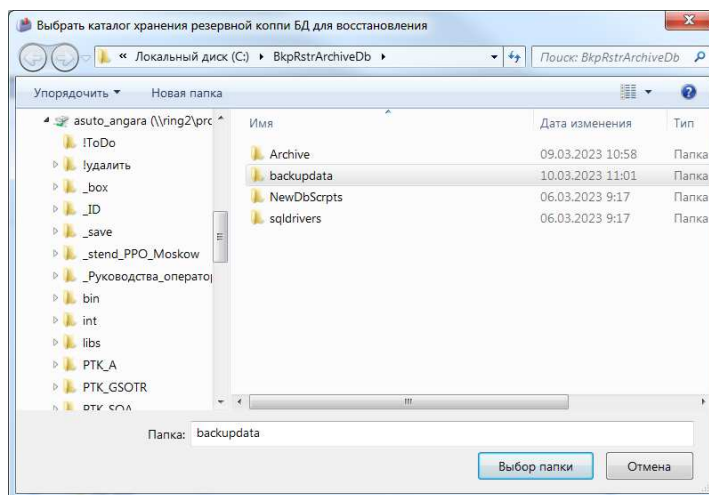 Выбрать каталог хранения резервной коппи БД для восстановления
« Локальный диск (C:) ▸ BkpRstrArchiveDb ▸
Поиск: BkpRstrArchiveDb
Упорядочить
Новая папка
asuto_angara (\\ring2\prc
!ToDo
!удалить
_box
_ID
_save
_stend_PPO_Moskow
_Руководства_оператор
bin
int
libs
PTK_A
PTK_GSOTR
PTK_SOA
Имя Дата изменения Тип
Archive 09.03.2023 10:58 Папка
backupdata 10.03.2023 11:01 Папка
NewDbScrpts 06.03.2023 9:17 Папка
sqldrivers 06.03.2023 9:17 Папка
Папка: backupdata
Выбор папки Отмена